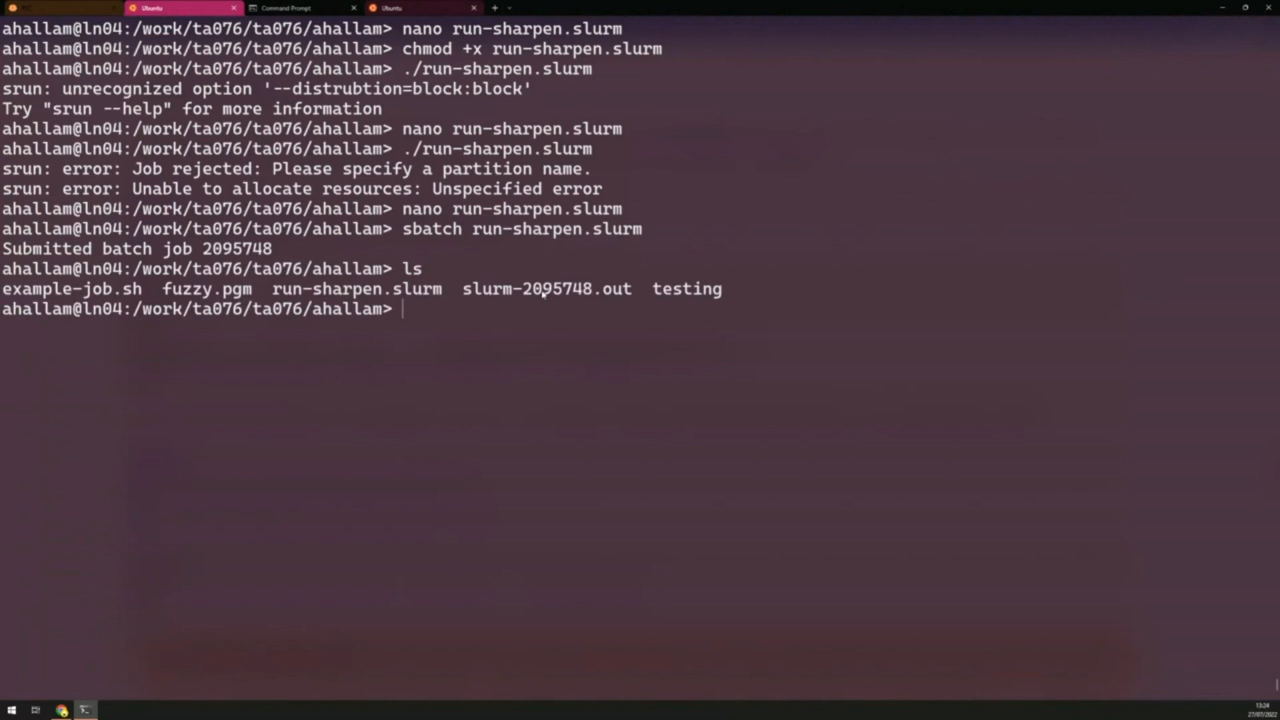 Ubuntu
Command Prompt
Ubuntu
ahallam@ln04:/work/ta076/ta076/ahallam> nano run-sharpen.slurm
ahallam@ln04:/work/ta076/ta076/ahallam> chmod +x run-sharpen.slurm
ahallam@ln04:/work/ta076/ta076/ahallam> ./run-sharpen.slurm
srun: unrecognized option '--distrubtion=block:block'
Try "srun --help" for more information
ahallam@ln04:/work/ta076/ta076/ahallam> nano run-sharpen.slurm
ahallam@ln04:/work/ta076/ta076/ahallam> ./run-sharpen.slurm
srun: error: Job rejected: Please specify a partition name.
srun: error: Unable to allocate resources: Unspecified error
ahallam@ln04:/work/ta076/ta076/ahallam> nano run-sharpen.slurm
ahallam@ln04:/work/ta076/ta076/ahallam> sbatch run-sharpen.slurm
Submitted batch job 2095748
ahallam@ln04:/work/ta076/ta076/ahallam> ls
example-job.sh  fuzzy.pgm  run-sharpen.slurm  slurm-2095748.out  testing
ahallam@ln04:/work/ta076/ta076/ahallam>
13:24
27/07/2022